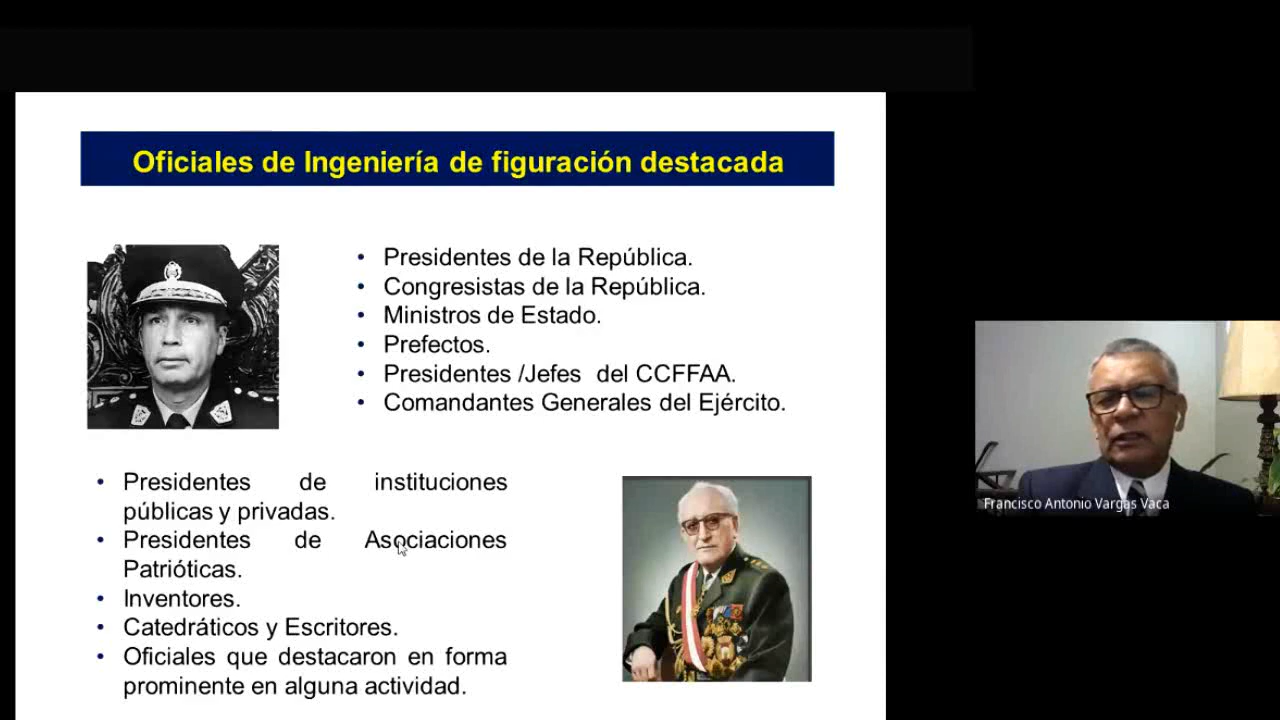 Oficiales de Ingeniería de figuración destacada
• Presidentes de la República.
• Congresistas de la República.
• Ministros de Estado.
• Prefectos.
• Presidentes /Jefes del CCFFAA.
• Comandantes Generales del Ejército.
• Presidentes de instituciones
públicas y privadas.
• Presidentes de Asociaciones
Patrióticas.
• Inventores.
• Catedráticos y Escritores.
• Oficiales que destacaron en forma
prominente en alguna actividad.
Francisco Antonio Vargas Vaca